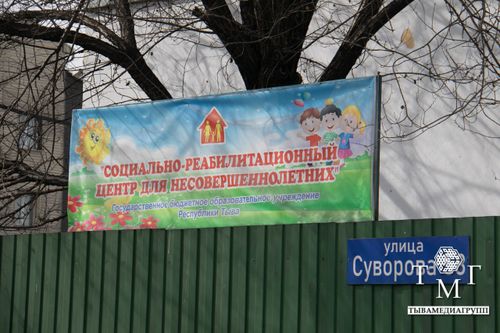 "СОЦИАЛЬНО-РЕАБИЛИТАЦИОННЫЙ
ЦЕНТР ДЛЯ НЕСОВЕРШЕННОЛЕТНИХ"
Государственное бюджетное образовательное учреждение
Республики Тыва
улица
Суворова
ТМГ
ТЫВАМЕДИАГРУПП